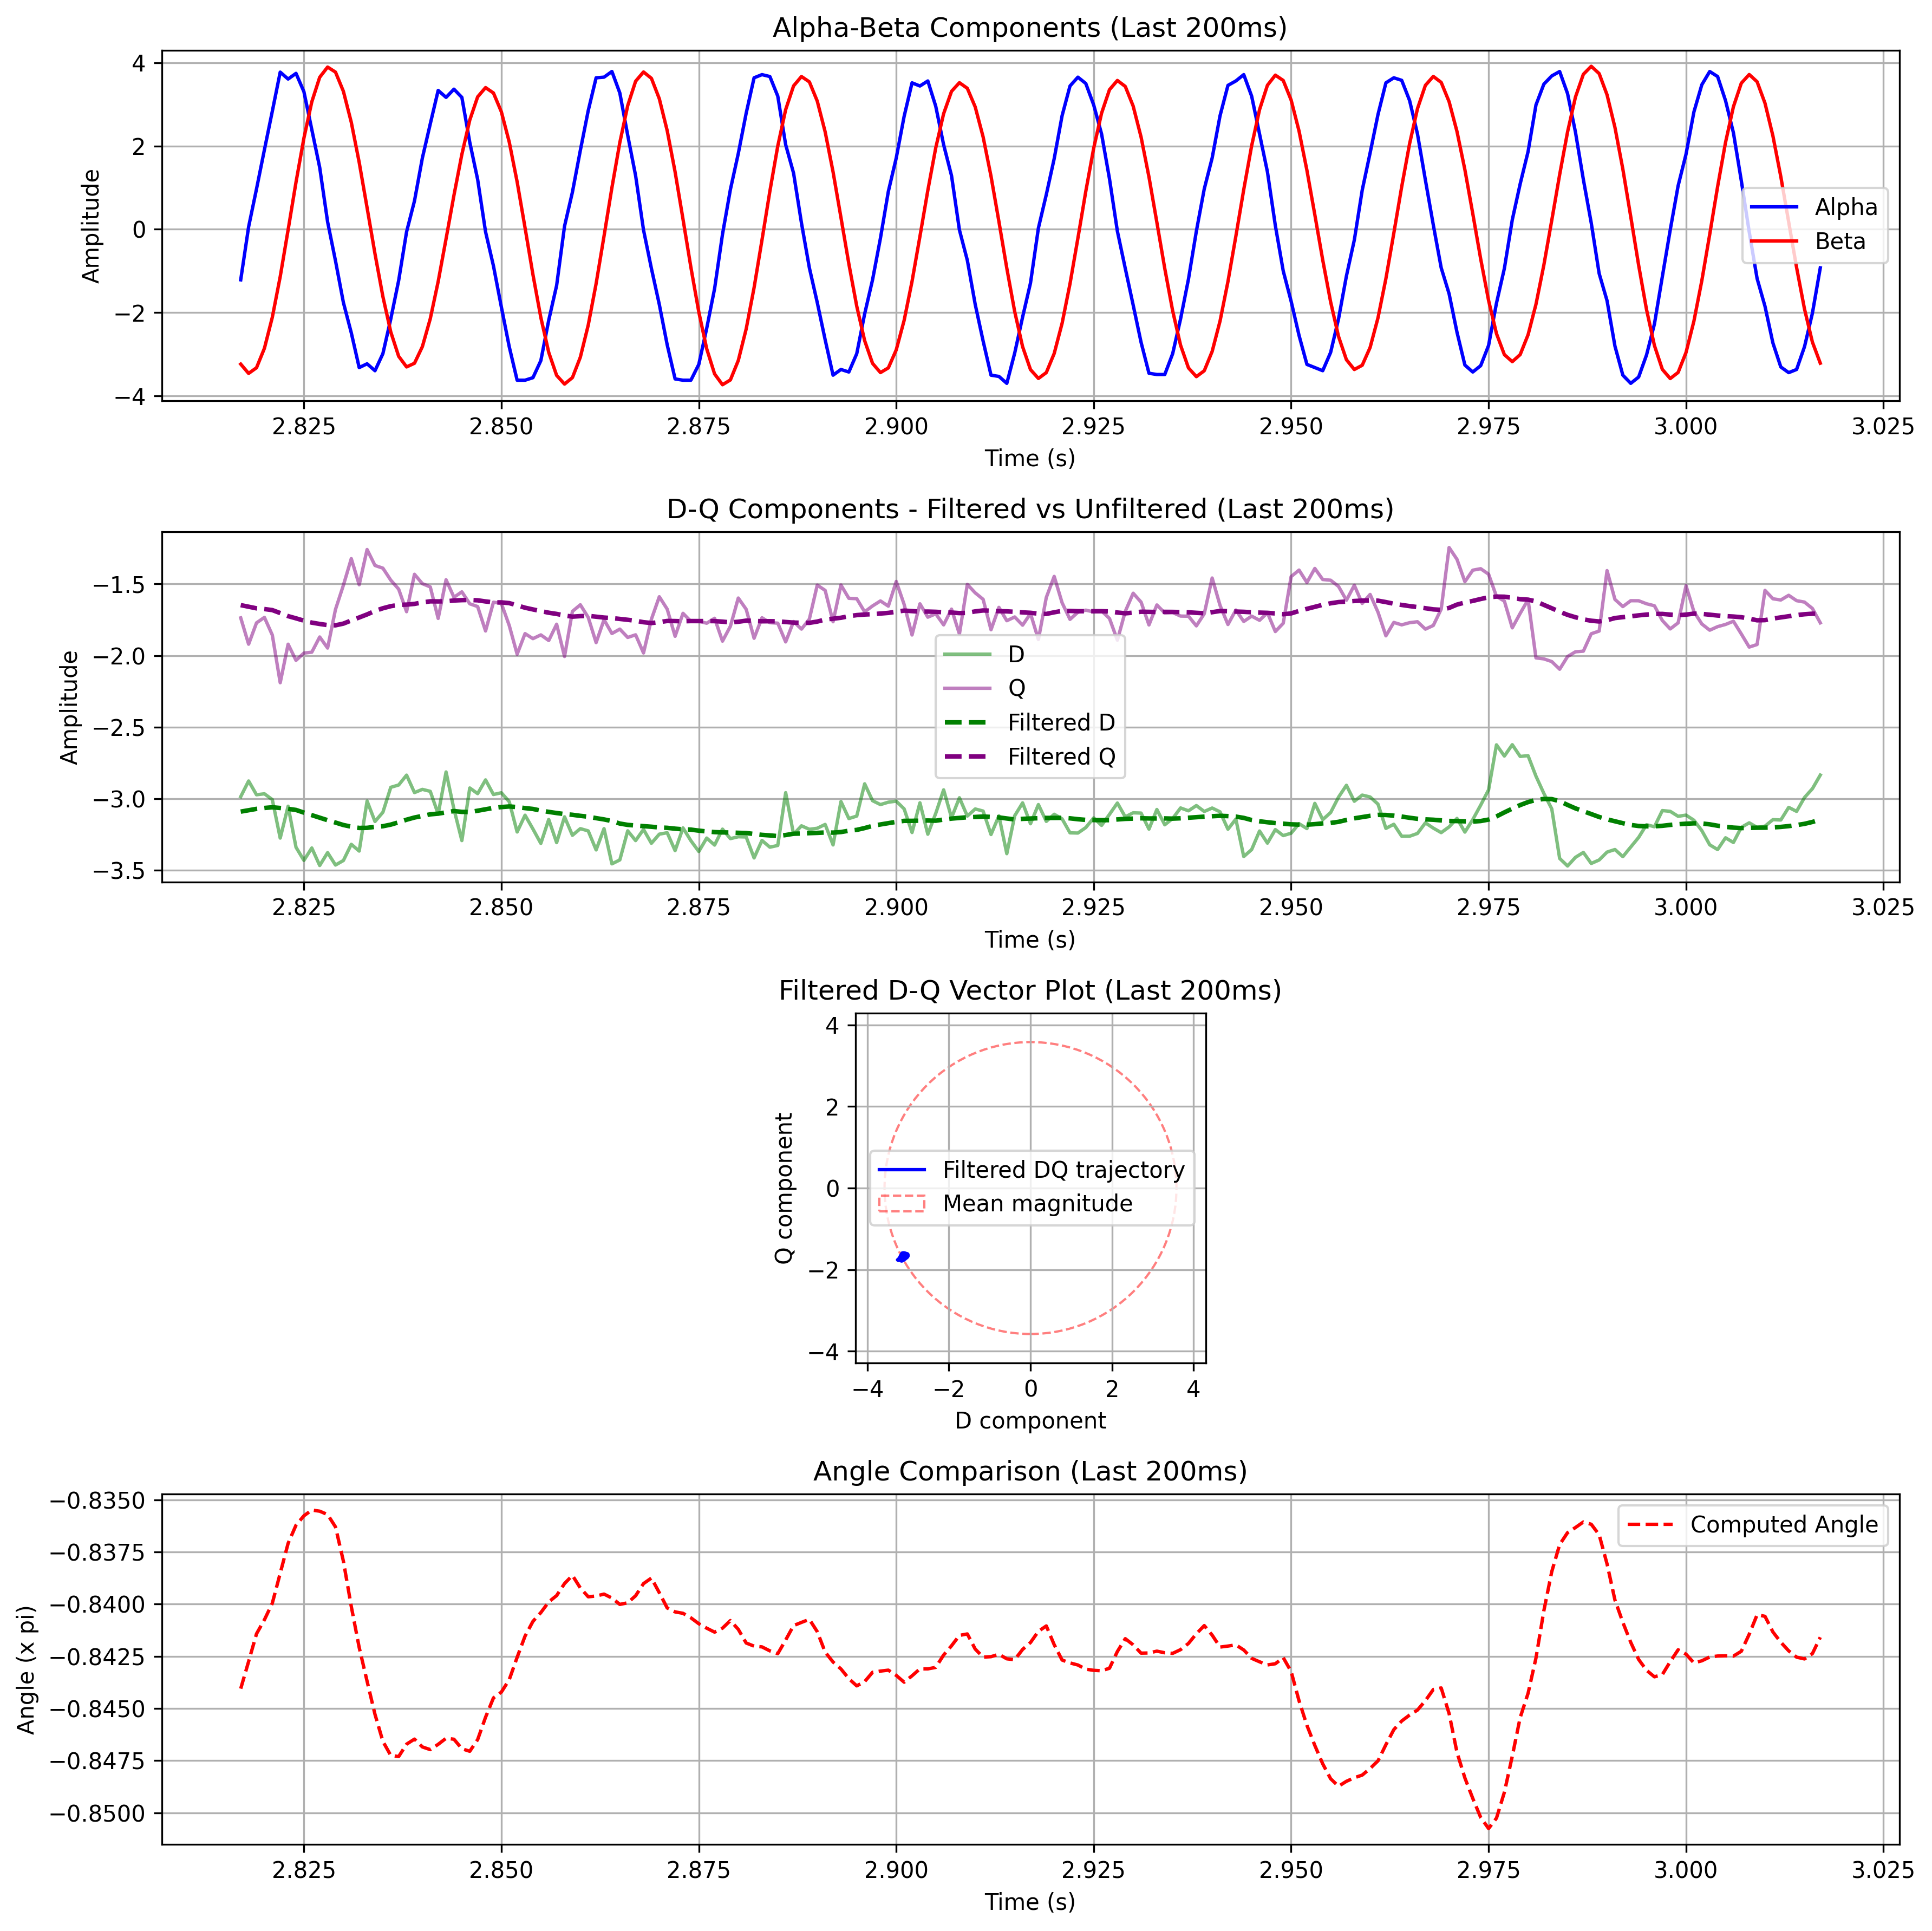 Alpha-Beta Components (Last 200ms)
4
2
0
−2
−4
Amplitude
Alpha
Beta
2.825 2.850 2.875 2.900 2.925 2.950 2.975 3.000 3.025
Time (s)
D-Q Components - Filtered vs Unfiltered (Last 200ms)
−1.5
−2.0
−2.5
−3.0
−3.5
Amplitude
D
Q
Filtered D
Filtered Q
2.825 2.850 2.875 2.900 2.925 2.950 2.975 3.000 3.025
Time (s)
Filtered D-Q Vector Plot (Last 200ms)
4
2
0
−2
−4
Q component
Filtered DQ trajectory
Mean magnitude
−4 −2 0 2 4
D component
Angle Comparison (Last 200ms)
−0.8350
−0.8375
−0.8400
−0.8425
−0.8450
−0.8475
−0.8500
Angle (x pi)
Computed Angle
2.825 2.850 2.875 2.900 2.925 2.950 2.975 3.000 3.025
Time (s)